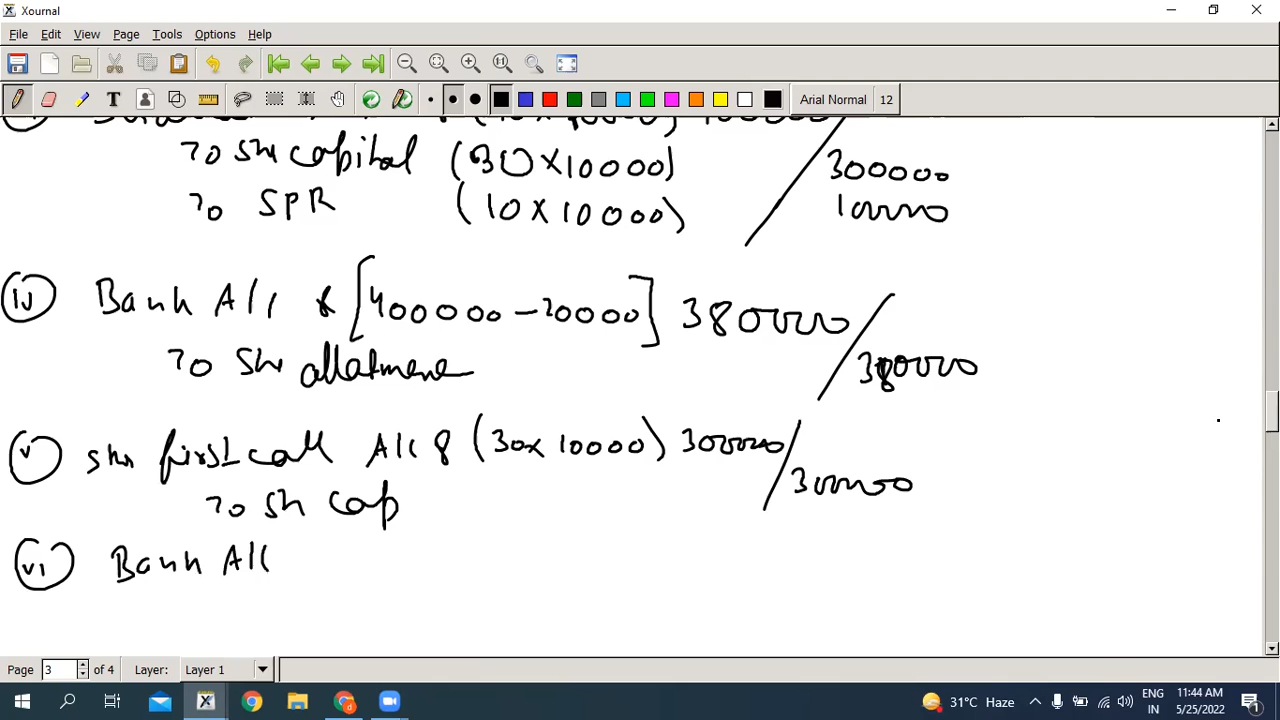 Xournal
File Edit View Page Tools Options Help
Arial Normal 12
To Sh capital (30 X 10000) 300000
To SPR (10 X 10000) 100000
(iv) Bank A/c [400000 - 20000] 380000
To Sh allotment 380000
(v) Sh first call A/c (30 x 10000) 300000
To Sh cap 300000
(vi) Bank A/c
Page 3 of 4 Layer: Layer 1
31°C Haze ENG 11:44 AM
IN 5/25/2022